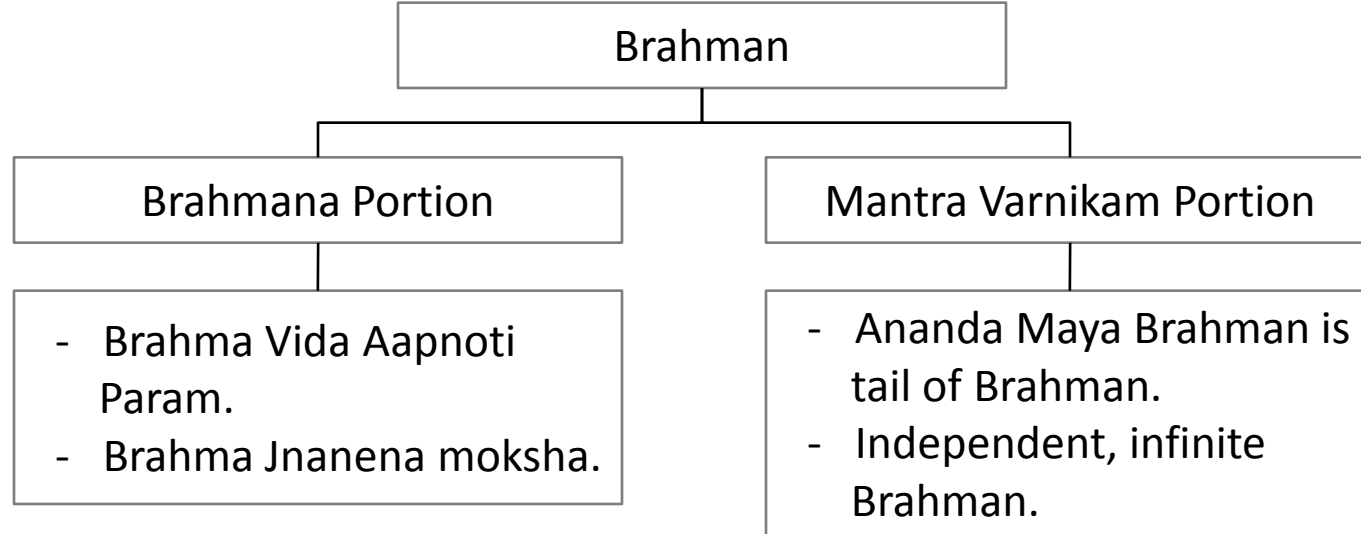 Brahman
Brahmana Portion
Mantra Varnikam Portion
- Brahma Vida Aapnoti
Param.
- Brahma Jnanena moksha.
- Ananda Maya Brahman is
tail of Brahman.
- Independent, infinite
Brahman.